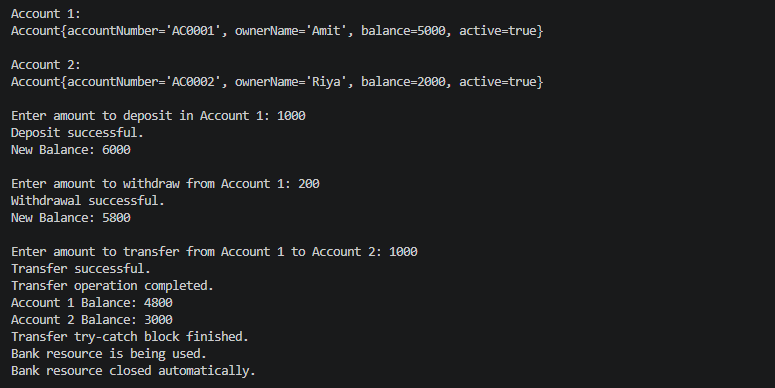 Account 1:
Account{accountNumber='AC0001', ownerName='Amit', balance=5000, active=true}
Account 2:
Account{accountNumber='AC0002', ownerName='Riya', balance=2000, active=true}
Enter amount to deposit in Account 1: 1000
Deposit successful.
New Balance: 6000
Enter amount to withdraw from Account 1: 200
Withdrawal successful.
New Balance: 5800
Enter amount to transfer from Account 1 to Account 2: 1000
Transfer successful.
Transfer operation completed.
Account 1 Balance: 4800
Account 2 Balance: 3000
Transfer try-catch block finished.
Bank resource is being used.
Bank resource closed automatically.